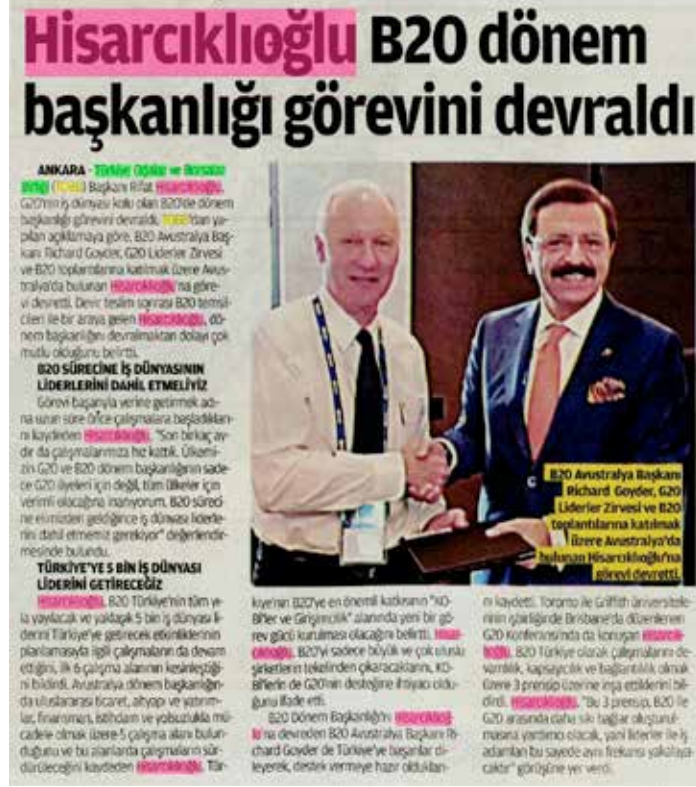 Hisarcıklıoğlu B20 dönem
başkanlığı görevini devraldı
ANKARA - Türkiye Odalar ve Borsalar
Birliği (TOBB) Başkanı Rifat Hisarcıklıoğlu,
G20'nin iş dünyası kolu olan B20'de dönem
başkanlığı görevini devraldı. TOBB'dan ya-
pılan açıklamaya göre, B20 Avustralya Baş-
kanı Richard Goyder, G20 Liderler Zirvesi
ve B20 toplantılarına katılmak üzere Avus-
tralya'da bulunan Hisarcıklıoğlu'na göre-
vi devretti. Devir teslim sonrası B20 temsil-
cileri ile bir araya gelen Hisarcıklıoğlu, dö-
nem başkanlığını devralmaktan dolayı çok
mutlu olduğunu belirtti.
B20 SÜRECİNE İŞ DÜNYASININ
LİDERLERİNİ DAHİL ETMELİYİZ
Görevi başarıyla yerine getirmek adı-
na uzun süre önce çalışmalara başladıkları-
nı kaydeden Hisarcıklıoğlu, "Son birkaç ay-
dır da çalışmalarımıza hız kattık. Ülkemi-
zin G20 ve B20 dönem başkanlığının sade-
ce G20 üyeleri için değil, tüm ülkeler için
verimli olacağına inanıyorum. B20 süreci-
ne elimizden geldiğince iş dünyası liderle-
rini dahil etmemiz gerekiyor" değerlendir-
mesinde bulundu.
TÜRKİYE'YE 5 BİN İŞ DÜNYASI
LİDERİNİ GETİRECEĞİZ
Hisarcıklıoğlu, B20 Türkiye'nin tüm yı-
la yayılacak ve yaklaşık 5 bin iş dünyası li-
derini Türkiye'ye getirecek etkinliklerinin
planlamasıyla ilgili çalışmaların da devam
ettiğini, ilk 6 çalışma alanının kesinleştiği-
ni bildirdi. Avustralya dönem başkanlığın-
da uluslararası ticaret, altyapı ve yatırım-
lar, finansman, istihdam ve yolsuzlukla mü-
cadele olmak üzere 5 çalışma alanı bulun-
duğunu ve bu alanlarda çalışmaların sür-
dürüleceğini kaydeden Hisarcıklıoğlu, Tür-
kiye'nin B20'ye en önemli katkısının "KO-
Bİ'ler ve Girişimcilik" alanında yeni bir gö-
rev gücü kurulması olacağını belirtti. Hisar-
cıklıoğlu, B20'yi sadece büyük ve çok uluslu
şirketlerin tekelinden çıkaracaklarını, KO-
Bİ'lerin de G20'nin desteğine ihtiyacı oldu-
ğunu ifade etti.
B20 Dönem Başkanlığını Hisarcıklıoğ-
lu'na devreden B20 Avustralya Başkanı Ri-
chard Goyder de Türkiye'ye başarılar di-
leyerek, destek vermeye hazır oldukları-
nı kaydetti. Toronto ile Griffith üniversitele-
rinin işbirliğinde Brisbane'da düzenlenen
G20 Konferansı'nda da konuşan Hisarcık-
lıoğlu, B20 Türkiye olarak çalışmalarını de-
vamlılık, kapsayıcılık ve bağlantılılık olmak
üzere 3 prensip üzerine inşa ettiklerini bil-
dirdi. Hisarcıklıoğlu, "Bu 3 prensip, B20 ile
G20 arasında daha sıkı bağlar oluşturul-
masına yardımcı olacak, yani liderler ile iş
adamları bu sayede aynı frekansı yakalaya-
caktır" görüşüne yer verdi.
B20 Avustralya Başkanı
Richard Goyder, G20
Liderler Zirvesi ve B20
toplantılarına katılmak
üzere Avustralya'da
bulunan Hisarcıklıoğlu'na
görevi devretti.